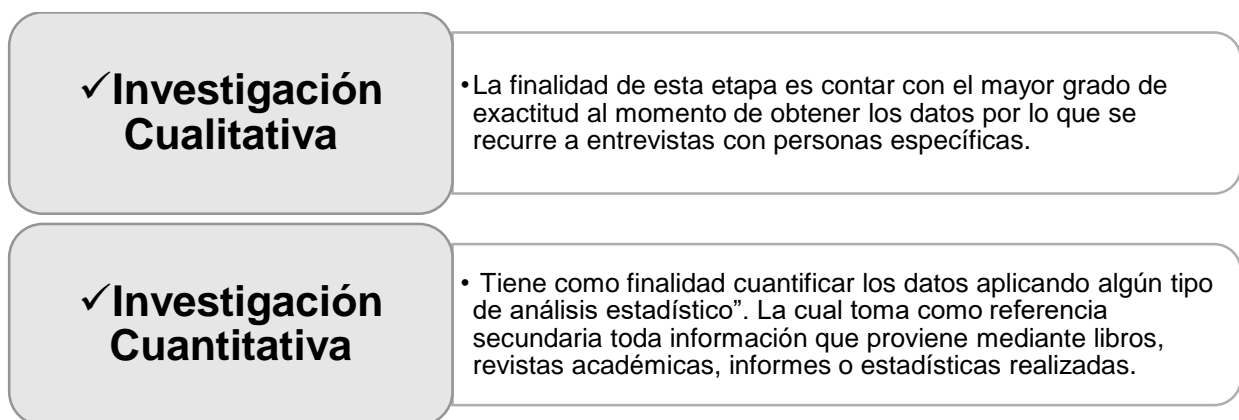 ✓Investigación
Cualitativa
•La finalidad de esta etapa es contar con el mayor grado de
exactitud al momento de obtener los datos por lo que se
recurre a entrevistas con personas específicas.
✓Investigación
Cuantitativa
• Tiene como finalidad cuantificar los datos aplicando algún tipo
de análisis estadístico”. La cual toma como referencia
secundaria toda información que proviene mediante libros,
revistas académicas, informes o estadísticas realizadas.